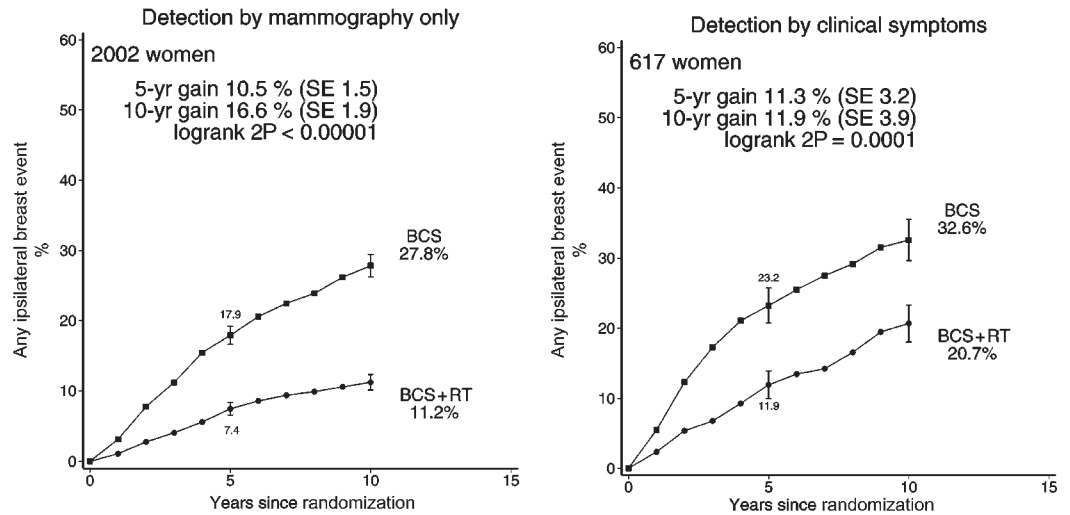 Detection by mammography only
60
2002 women
5-yr gain 10.5 % (SE 1.5)
10-yr gain 16.6 % (SE 1.9)
logrank 2P < 0.00001
50
40
30
20
10
0
Any ipsilateral breast event
%
BCS
27.8%
17.9
BCS+RT
11.2%
7.4
0 5 10 15
Years since randomization
Detection by clinical symptoms
60
617 women
5-yr gain 11.3 % (SE 3.2)
10-yr gain 11.9 % (SE 3.9)
logrank 2P = 0.0001
50
40
30
20
10
0
Any ipsilateral breast event
%
BCS
32.6%
23.2
BCS+RT
20.7%
11.9
0 5 10 15
Years since randomization